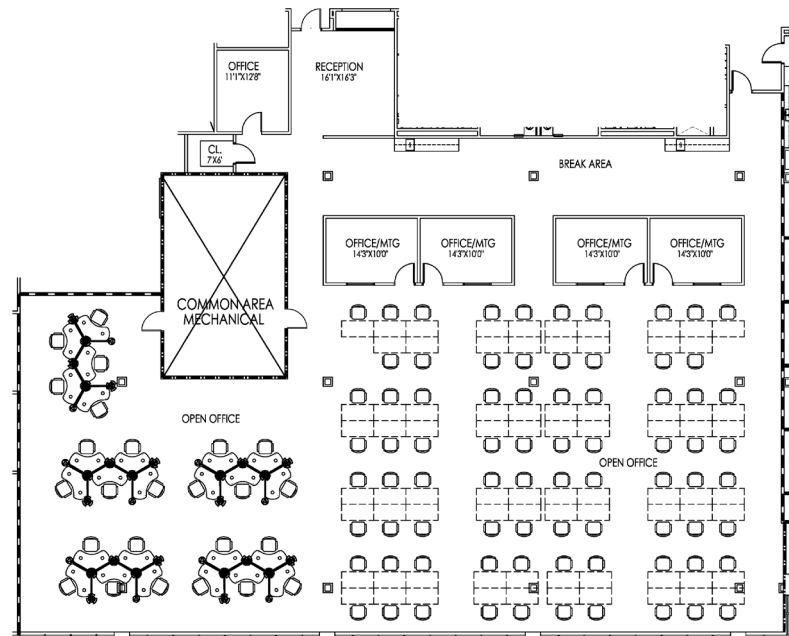 OFFICE
11'1"X12'8"
RECEPTION
16'1"X16'3"
CL.
7'X6'
BREAK AREA
OFFICE/MTG
14'3"X10'0"
OFFICE/MTG
14'3"X10'0"
OFFICE/MTG
14'3"X10'0"
OFFICE/MTG
14'3"X10'0"
COMMON AREA
MECHANICAL
OPEN OFFICE
OPEN OFFICE